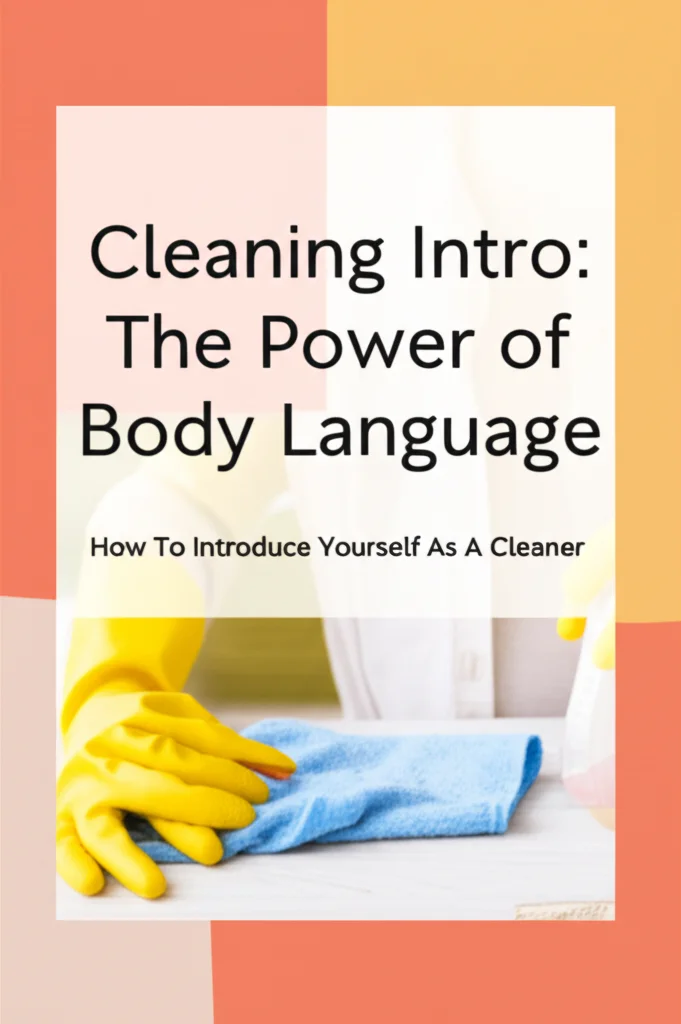 Cleaning Intro:
The Power of
Body Language
How To Introduce Yourself As A Cleaner